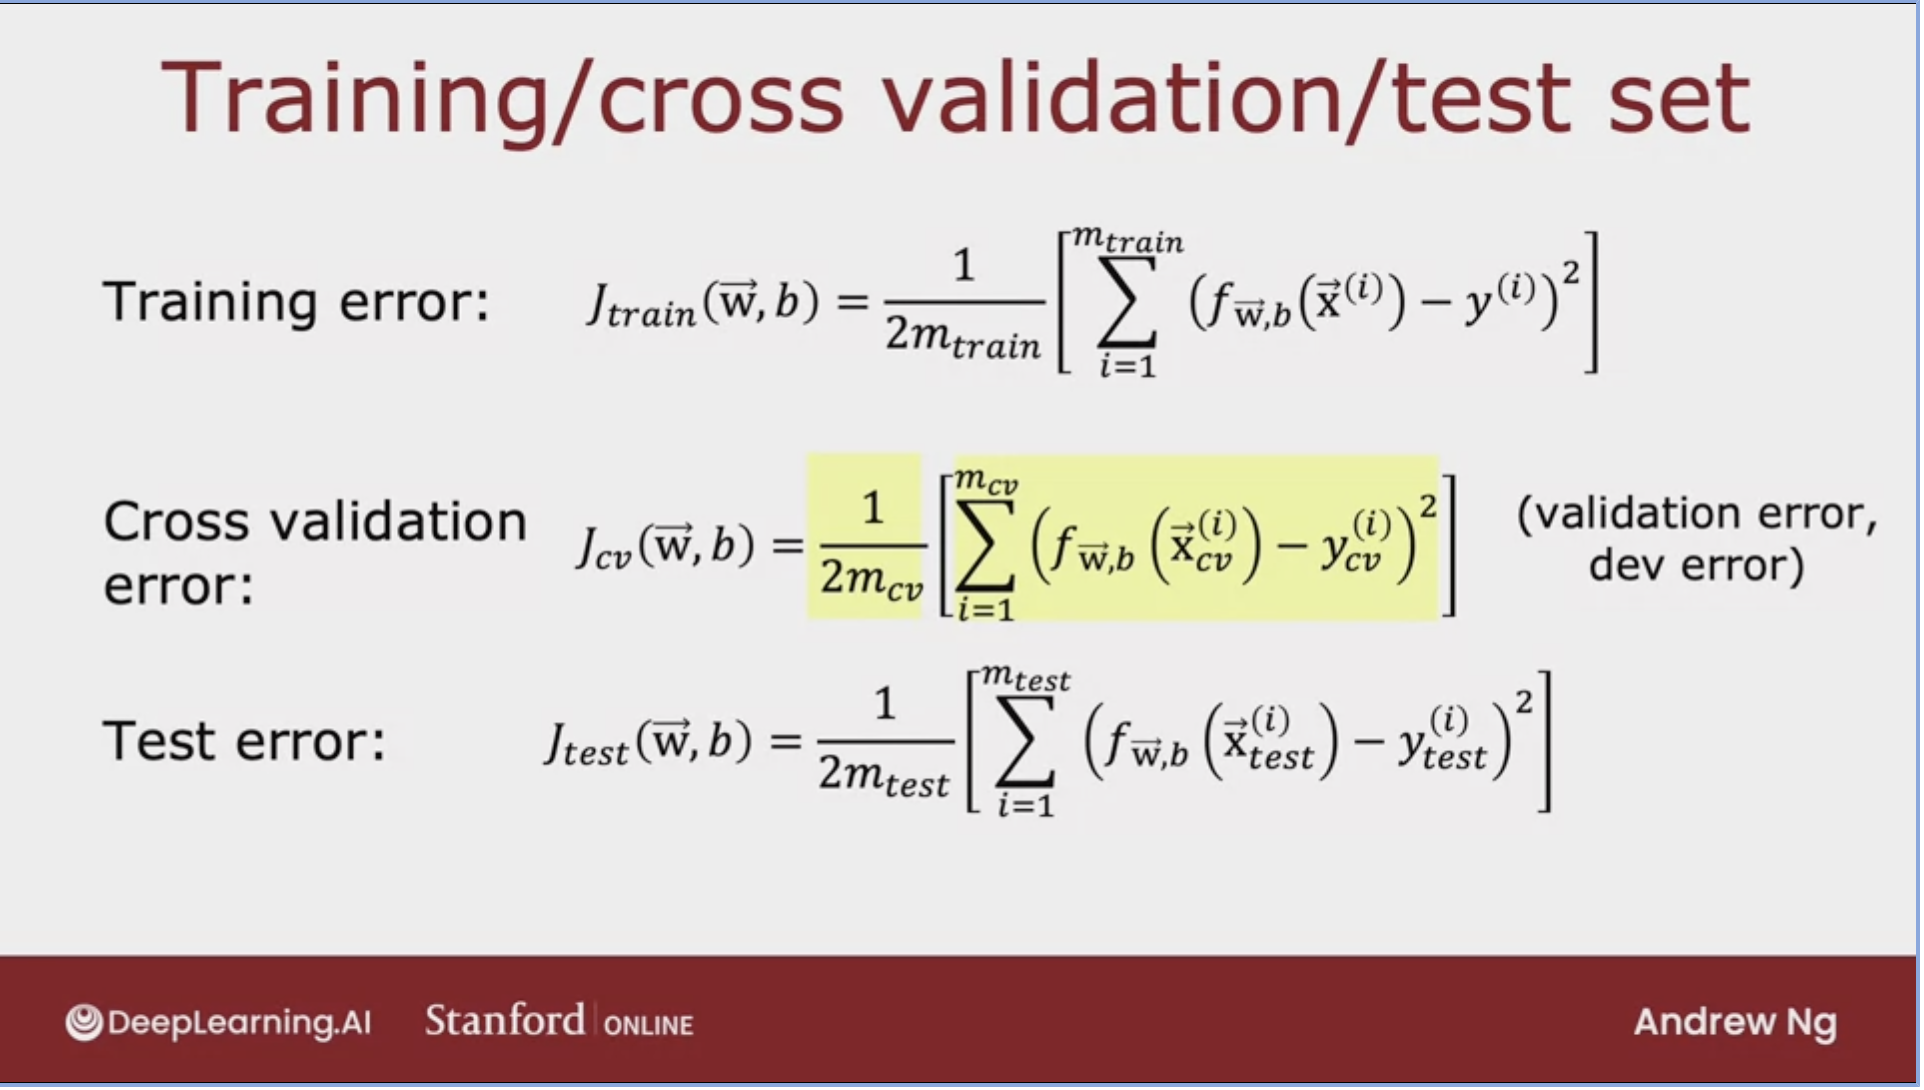 Training/cross validation/test set
Training error: $J_{train}(\vec{w}, b) = \frac{1}{2m_{train}} \left[ \sum_{i=1}^{m_{train}} \left( f_{\vec{w},b}(\vec{x}^{(i)}) - y^{(i)} \right)^2 \right]$
Cross validation error: $J_{cv}(\vec{w}, b) = \frac{1}{2m_{cv}} \left[ \sum_{i=1}^{m_{cv}} \left( f_{\vec{w},b}\left(\vec{x}_{cv}^{(i)}\right) - y_{cv}^{(i)} \right)^2 \right]$ (validation error, dev error)
Test error: $J_{test}(\vec{w}, b) = \frac{1}{2m_{test}} \left[ \sum_{i=1}^{m_{test}} \left( f_{\vec{w},b}\left(\vec{x}_{test}^{(i)}\right) - y_{test}^{(i)} \right)^2 \right]$
DeepLearning.AI Stanford ONLINE Andrew Ng